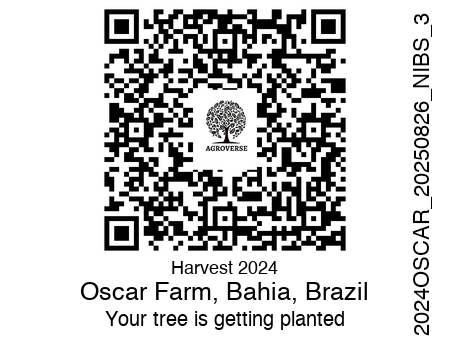 AGROVERSE
Harvest 2024
Oscar Farm, Bahia, Brazil
Your tree is getting planted
2024OSCAR_20250826_NIBS_3